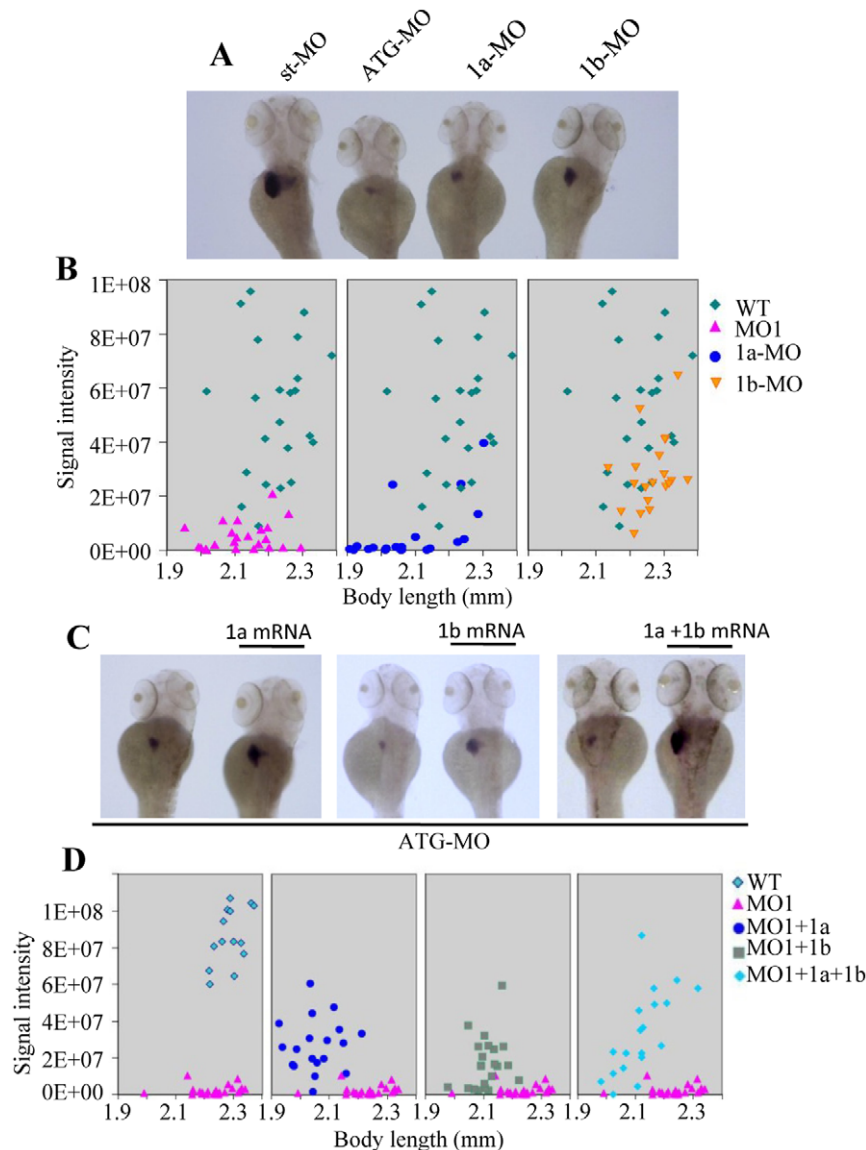 A
st-MO ATG-MO 1a-MO 1b-MO
B
Signal intensity
1E+08
8E+07
6E+07
4E+07
2E+07
0E+00
1.9 2.1 2.3 1.9 2.1 2.3 1.9 2.1 2.3
Body length (mm)
WT
MO1
1a-MO
1b-MO
C
1a mRNA 1b mRNA 1a +1b mRNA
ATG-MO
D
Signal intensity
1E+08
8E+07
6E+07
4E+07
2E+07
0E+00
1.9 2.1 2.3 1.9 2.1 2.3 1.9 2.1 2.3 1.9 2.1 2.3
Body length (mm)
WT
MO1
MO1+1a
MO1+1b
MO1+1a+1b